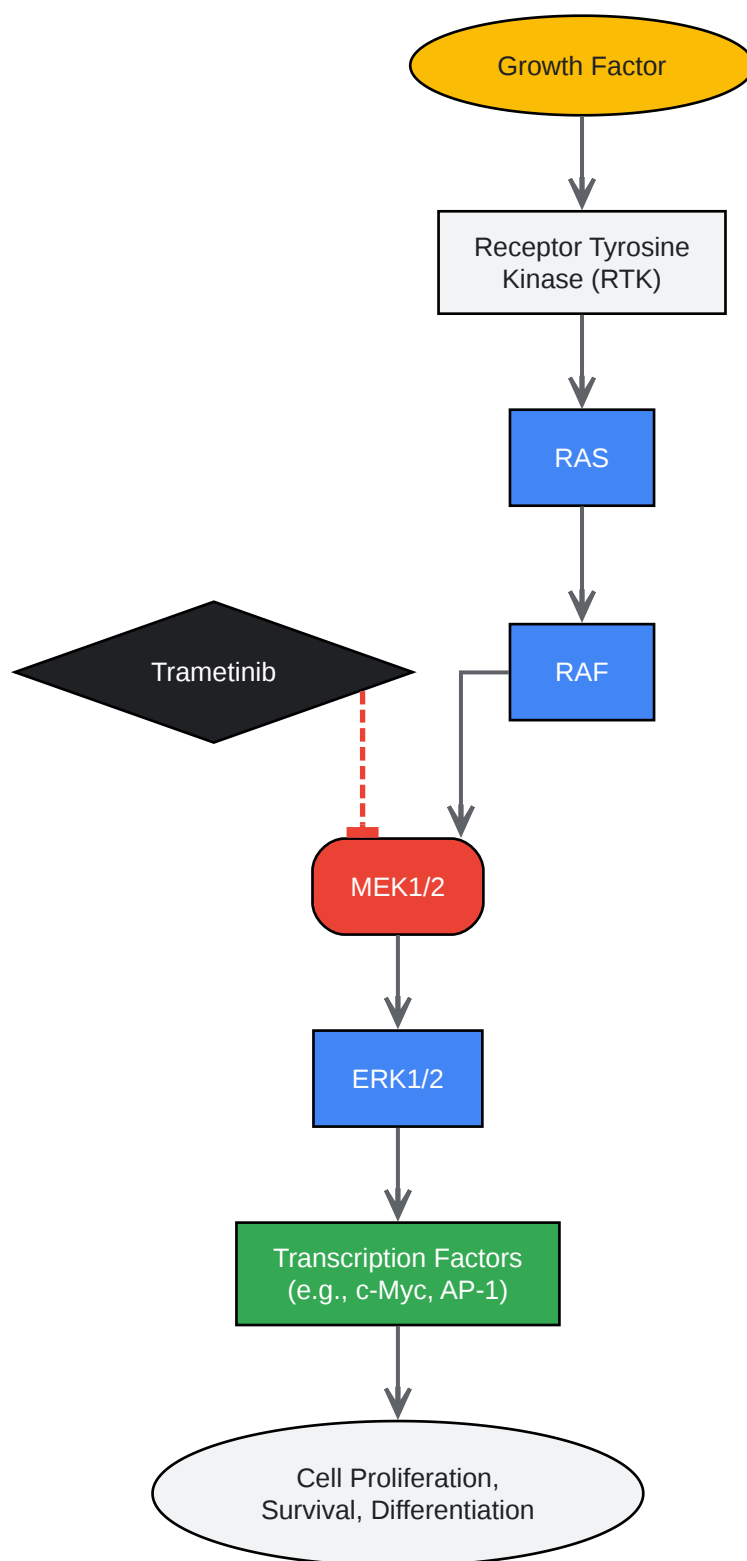 Growth Factor
Receptor Tyrosine
Kinase (RTK)
RAS
Trametinib
RAF
MEK1/2
ERK1/2
Transcription Factors
(e.g., c-Myc, AP-1)
Cell Proliferation,
Survival, Differentiation